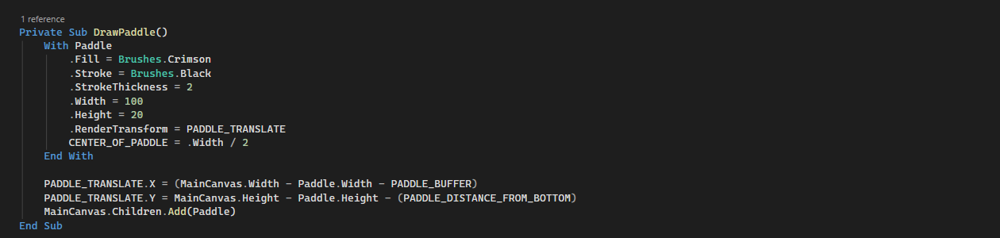 1 reference
Private Sub DrawPaddle()
    With Paddle
        .Fill = Brushes.Crimson
        .Stroke = Brushes.Black
        .StrokeThickness = 2
        .Width = 100
        .Height = 20
        .RenderTransform = PADDLE_TRANSLATE
        CENTER_OF_PADDLE = .Width / 2
    End With

    PADDLE_TRANSLATE.X = (MainCanvas.Width - Paddle.Width - PADDLE_BUFFER)
    PADDLE_TRANSLATE.Y = MainCanvas.Height - Paddle.Height - (PADDLE_DISTANCE_FROM_BOTTOM)
    MainCanvas.Children.Add(Paddle)
End Sub